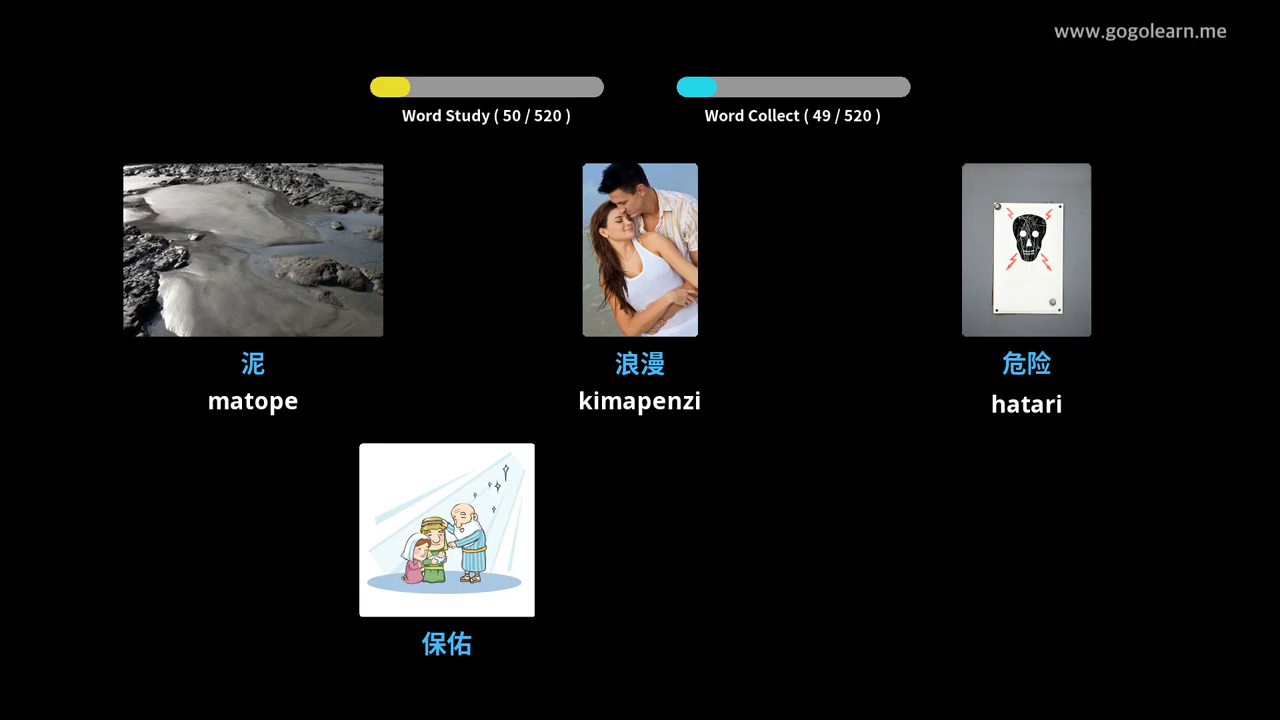 www.gogolearn.me
Word Study ( 50 / 520 )
Word Collect ( 49 / 520 )
泥
matope
浪漫
kimapenzi
危险
hatari
保佑